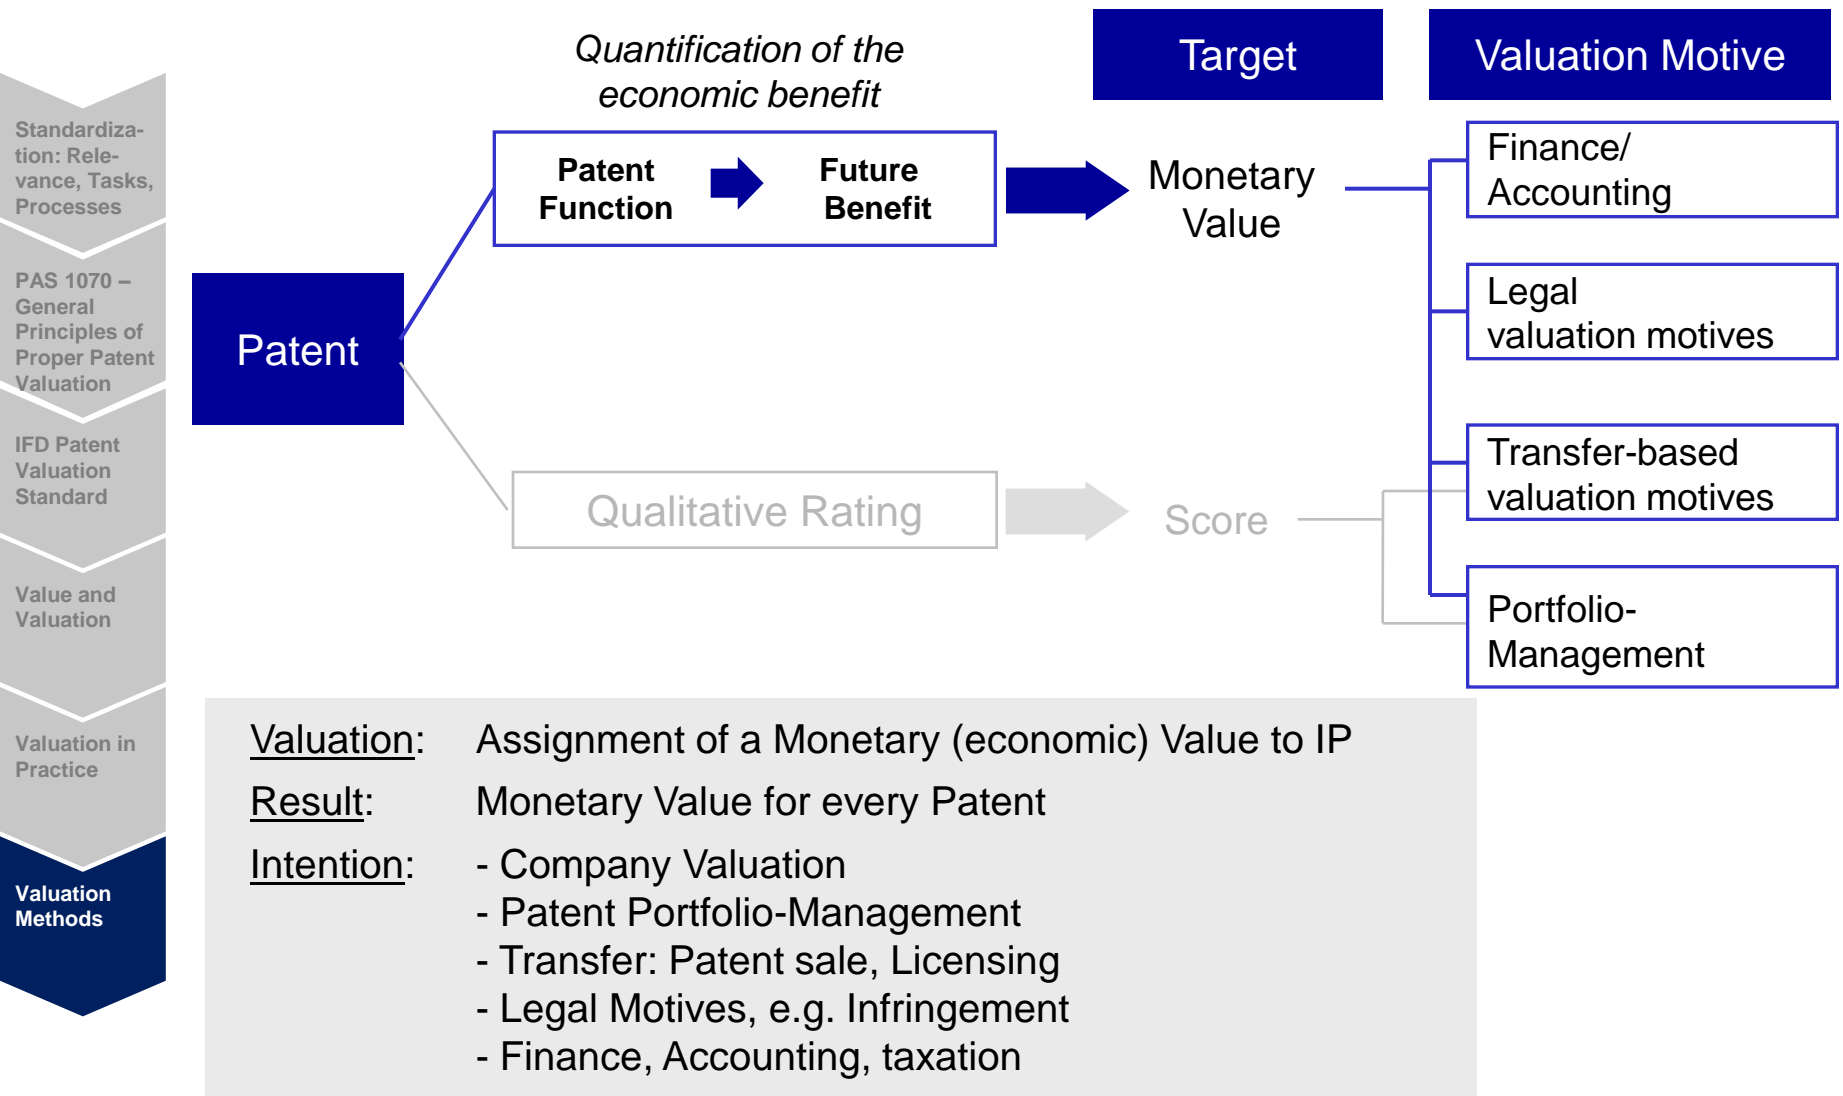 Standardiza-
tion: Rele-
vance, Tasks,
Processes
PAS 1070 –
General
Principles of
Proper Patent
Valuation
IFD Patent
Valuation
Standard
Value and
Valuation
Valuation in
Practice
Valuation
Methods
Quantification of the
economic benefit
Target
Valuation Motive
Patent
Patent
Function
Future
Benefit
Monetary
Value
Finance/
Accounting
Legal
valuation motives
Transfer-based
valuation motives
Portfolio-
Management
Qualitative Rating
Score
Valuation: Assignment of a Monetary (economic) Value to IP
Result: Monetary Value for every Patent
Intention: - Company Valuation
- Patent Portfolio-Management
- Transfer: Patent sale, Licensing
- Legal Motives, e.g. Infringement
- Finance, Accounting, taxation